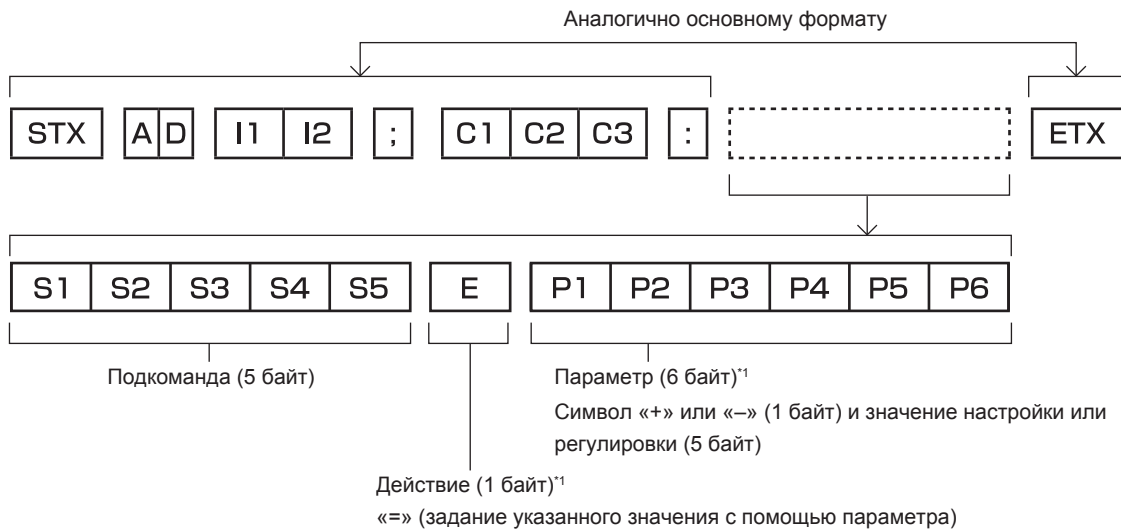 Аналогично основному формату
STX AD I1 I2 ; C1 C2 C3 : ETX
S1 S2 S3 S4 S5 E P1 P2 P3 P4 P5 P6
Подкоманда (5 байт)
Параметр (6 байт)*1
Символ «+» или «–» (1 байт) и значение настройки или
регулировки (5 байт)
Действие (1 байт)*1
«=» (задание указанного значения с помощью параметра)